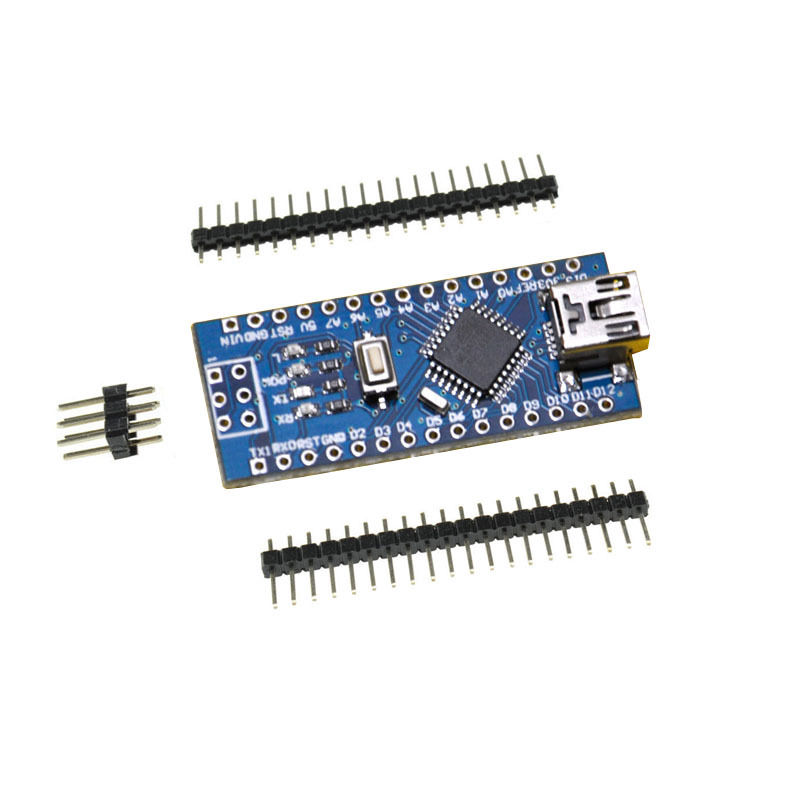 D13 3V3 REF A0 A1 A2 A3 A4 A5 A6 A7 5V RST GND VIN
L
POW
TX
RX
TX1 RX0 RST GND D2 D3 D4 D5 D6 D7 D8 D9 D10 D11 D12